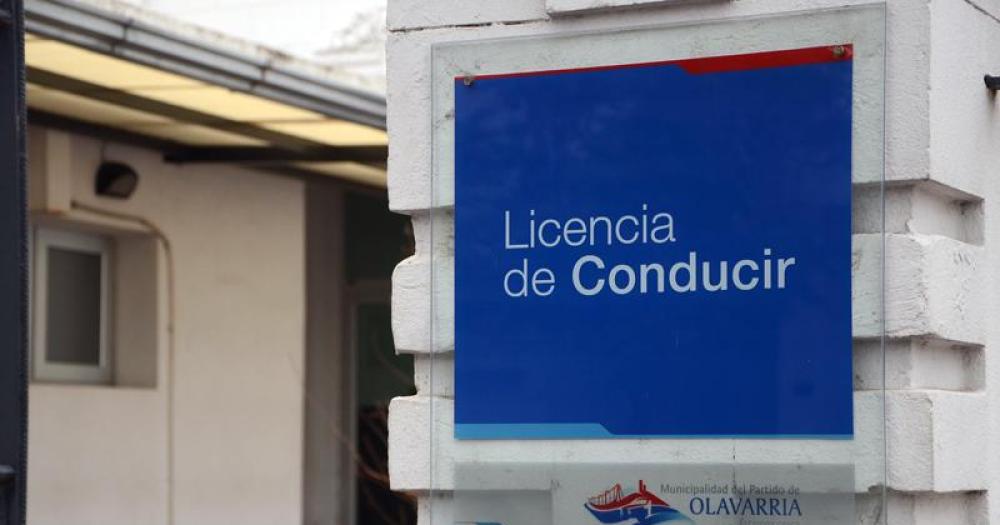 Licencia
de Conducir
Municipalidad del Partido de
OLAVARRIA